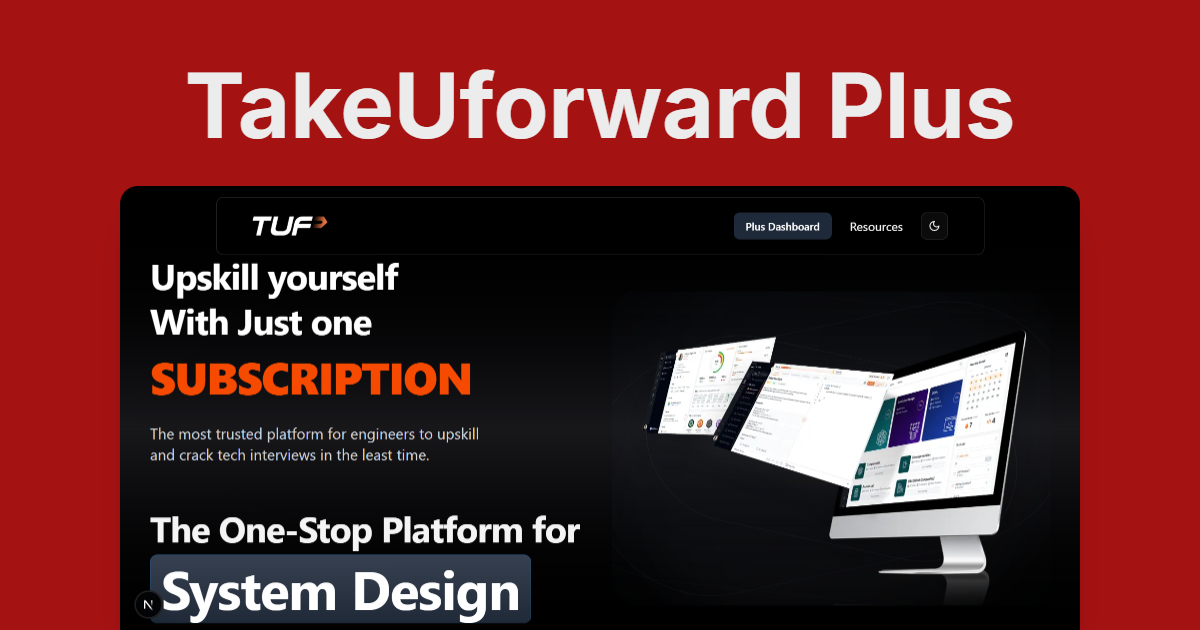 TakeUforward Plus
TUF
Plus Dashboard
Resources
Upskill yourself
With Just one
SUBSCRIPTION
The most trusted platform for engineers to upskill
and crack tech interviews in the least time.
The One-Stop Platform for
System Design
N